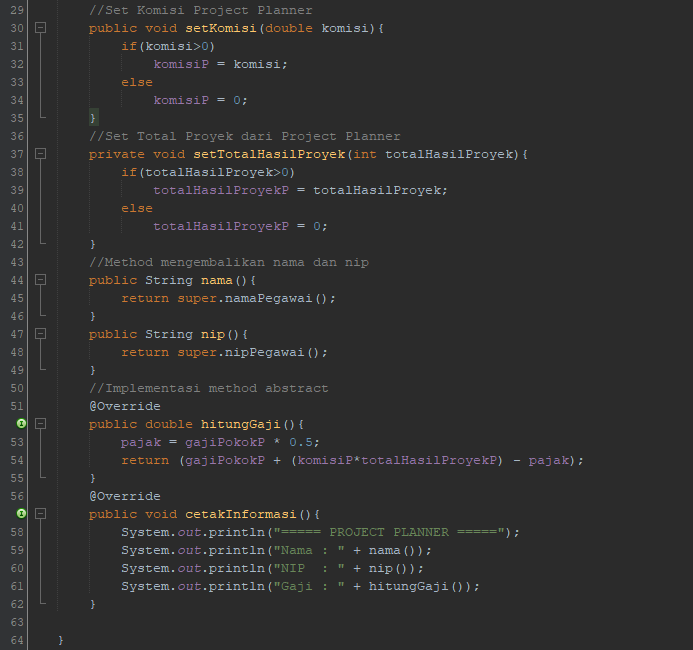 29 //Set Komisi Project Planner
30 public void setKomisi(double komisi){
31 if(komisi>0)
32 komisiP = komisi;
33 else
34 komisiP = 0;
35 }
36 //Set Total Proyek dari Project Planner
37 private void setTotalHasilProyek(int totalHasilProyek){
38 if(totalHasilProyek>0)
39 totalHasilProyekP = totalHasilProyek;
40 else
41 totalHasilProyekP = 0;
42 }
43 //Method mengembalikan nama dan nip
44 public String nama(){
45 return super.namaPegawai();
46 }
47 public String nip(){
48 return super.nipPegawai();
49 }
50 //Implementasi method abstract
51 @Override
public double hitungGaji(){
53 pajak = gajiPokokP * 0.5;
54 return (gajiPokokP + (komisiP*totalHasilProyekP) - pajak);
55 }
56 @Override
public void cetakInformasi(){
58 System.out.println("===== PROJECT PLANNER =====");
59 System.out.println("Nama : " + nama());
60 System.out.println("NIP  : " + nip());
61 System.out.println("Gaji : " + hitungGaji());
62 }
63
64 }